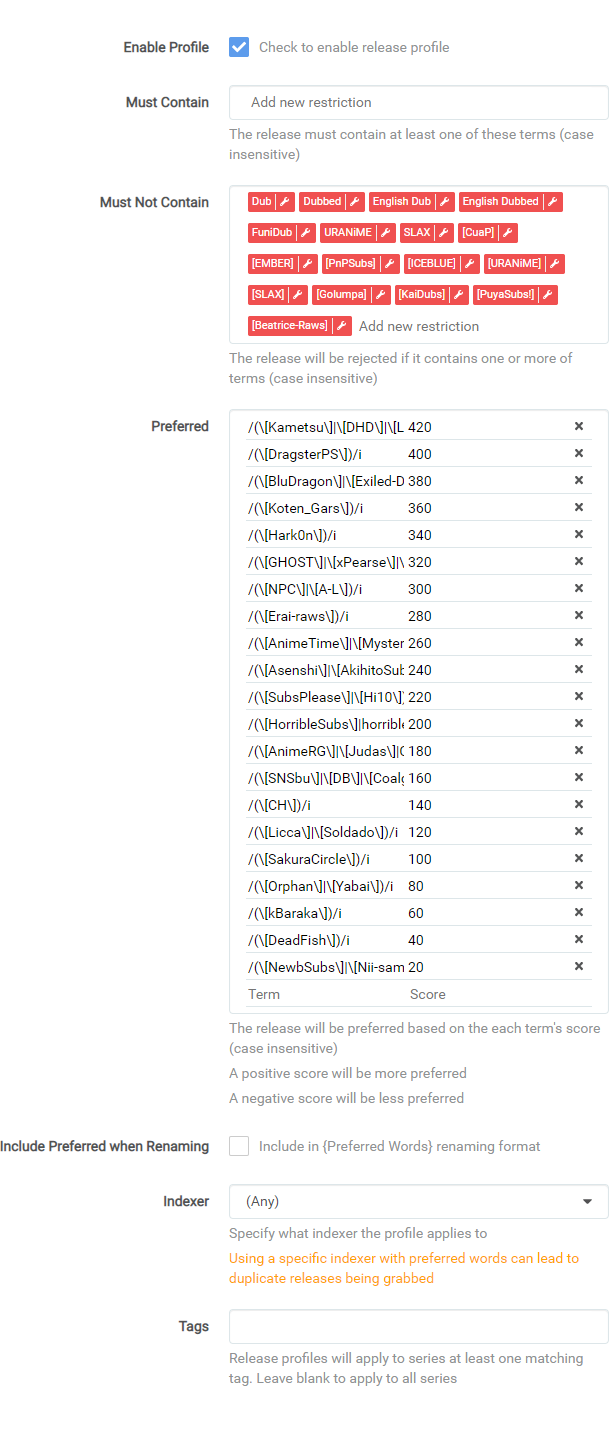 Enable Profile Check to enable release profile
Must Contain Add new restriction
The release must contain at least one of these terms (case
insensitive)
Must Not Contain Dub Dubbed English Dub English Dubbed
FuniDub URANiME SLAX [CuaP]
[EMBER] [PnPSubs] [ICEBLUE] [URANiME]
[SLAX] [Golumpa] [KaiDubs] [PuyaSubs!]
[Beatrice-Raws] Add new restriction
The release will be rejected if it contains one or more of
terms (case insensitive)
Preferred /(\[Kametsu\]|\[DHD\]|\[L 420
/(\[DragsterPS\])/i 400
/(\[BluDragon\]|\[Exiled-D 380
/(\[Koten_Gars\])/i 360
/(\[Hark0n\])/i 340
/(\[GHOST\]|\[xPearse\]|\ 320
/(\[NPC\]|\[A-L\])/i 300
/(\[Erai-raws\])/i 280
/(\[AnimeTime\]|\[Myster 260
/(\[Asenshi\]|\[AkihitoSub 240
/(\[SubsPlease\]|\[Hi10\]) 220
/(\[HorribleSubs\]|horrible 200
/(\[AnimeRG\]|\[Judas\]|( 180
/(\[SNSbu\]|\[DB\]|\[Coalg 160
/(\[CH\])/i 140
/(\[Licca\]|\[Soldado\])/i 120
/(\[SakuraCircle\])/i 100
/(\[Orphan\]|\[Yabai\])/i 80
/(\[kBaraka\])/i 60
/(\[DeadFish\])/i 40
/(\[NewbSubs\]|\[Nii-sam 20
Term Score
The release will be preferred based on the each term's score
(case insensitive)
A positive score will be more preferred
A negative score will be less preferred
Include Preferred when Renaming Include in {Preferred Words} renaming format
Indexer (Any)
Specify what indexer the profile applies to
Using a specific indexer with preferred words can lead to
duplicate releases being grabbed
Tags
Release profiles will apply to series at least one matching
tag. Leave blank to apply to all series